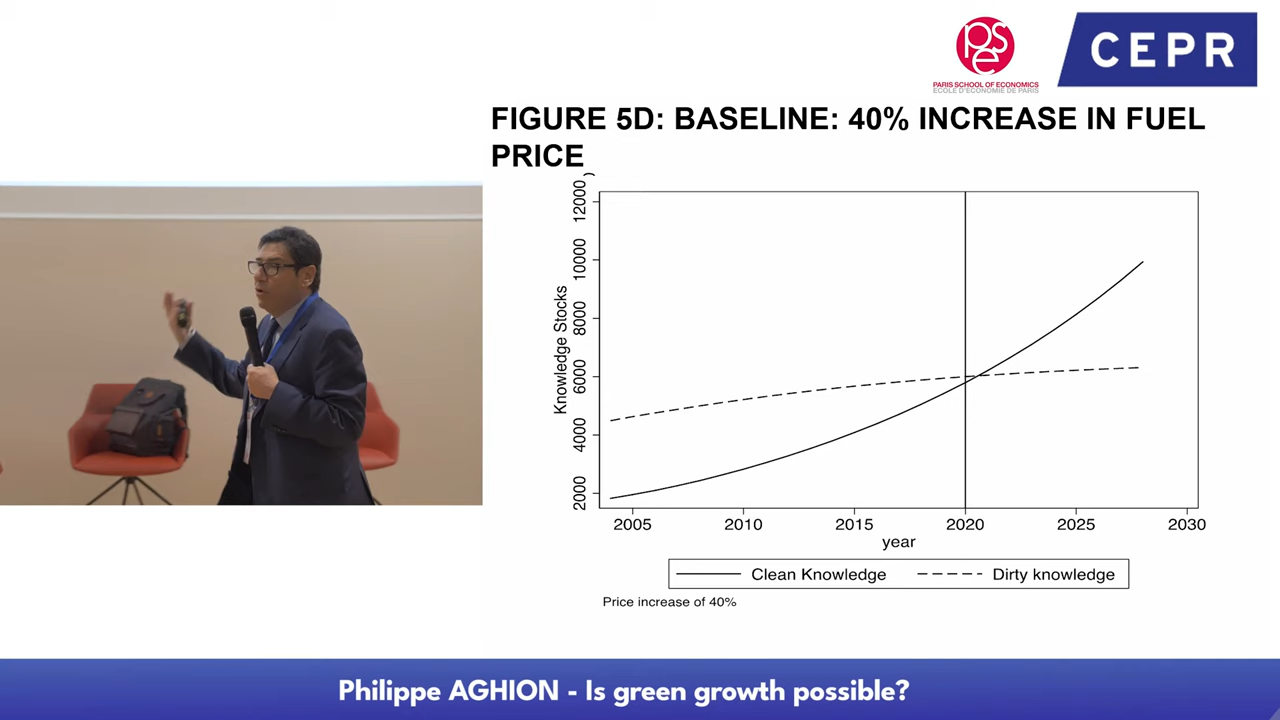 pse
PARIS SCHOOL OF ECONOMICS
ECOLE D'ECONOMIE DE PARIS
CEPR
FIGURE 5D: BASELINE: 40% INCREASE IN FUEL
PRICE
)
Knowledge Stocks
12000
10000
8000
6000
4000
2000
2005 2010 2015 2020 2025 2030
year
Clean Knowledge Dirty knowledge
Price increase of 40%
Philippe AGHION - Is green growth possible?